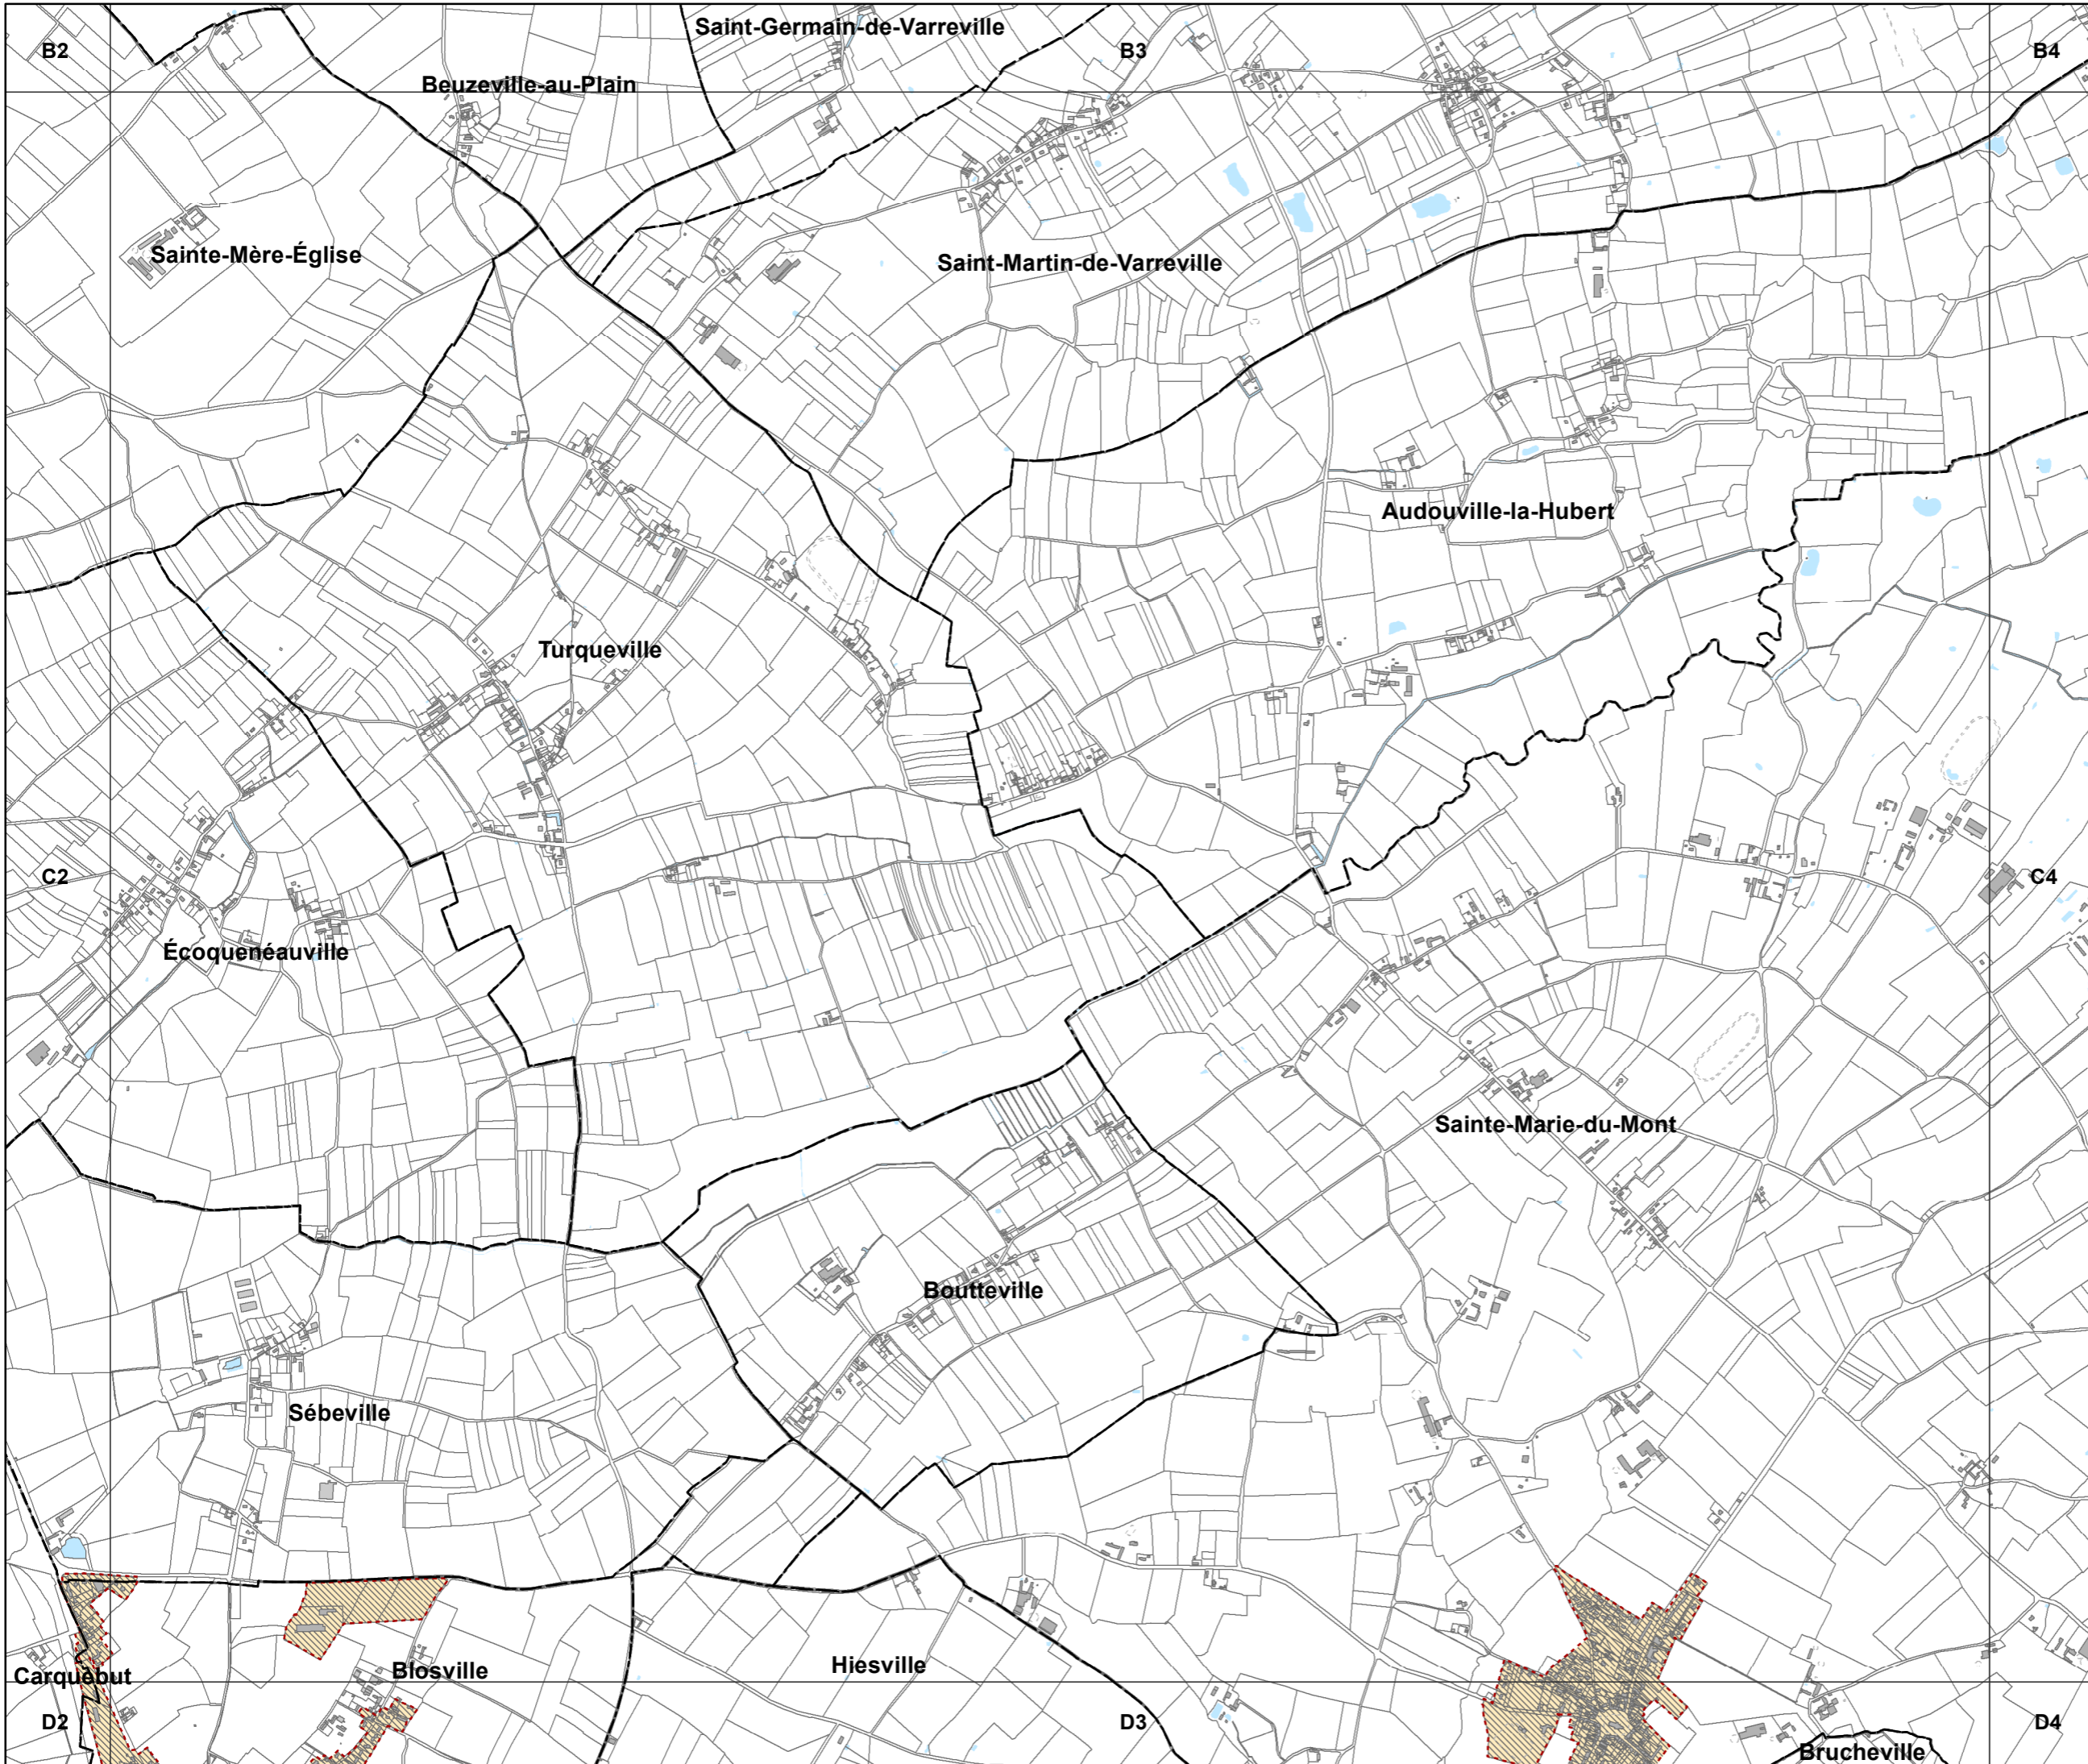 Saint-Germain-de-Varreville
B2
B3
B4
Beuzeville-au-Plain
Sainte-Mère-Église
Saint-Martin-de-Varreville
Audouville-la-Hubert
Turqueville
C2
C4
Écoquenéauville
Sainte-Marie-du-Mont
Boutteville
Sébeville
Hiesville
Blosville
Carquebut
D2
D3
D4
Brucheville